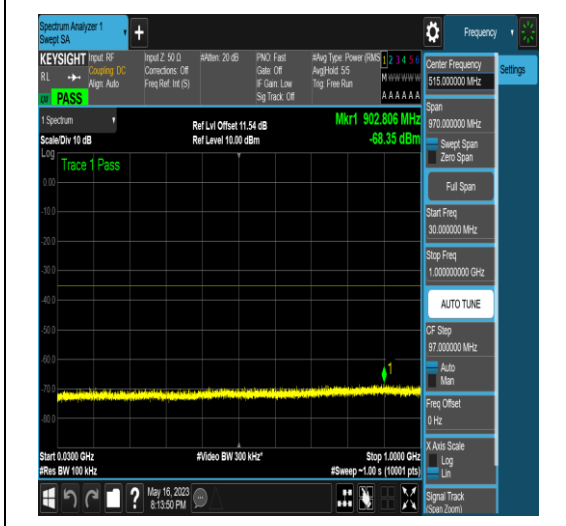 Spectrum Analyzer 1
Swept SA
Frequency
KEYSIGHT
RL
PASS
Input: RF
Coupling: DC
Align: Auto
Input Z: 50 Ω
Corrections: Off
Freq Ref: Int (S)
#Atten: 20 dB
PNO: Fast
Gate: Off
IF Gain: Low
Sig Track: Off
#Avg Type: Power (RMS)
Avg|Hold: 5/5
Trig: Free Run
1 2 3 4 5 6
M W W W W W
A A A A A A
1 Spectrum
Scale/Div 10 dB
Ref Lvl Offset 11.54 dB
Ref Level 10.00 dBm
Mkr1 902.806 MHz
-68.35 dBm
Log
Trace 1 Pass
0.00
-10.0
-20.0
-30.0
-40.0
-50.0
-60.0
-70.0
-80.0
1
Start 0.0300 GHz
#Res BW 100 kHz
#Video BW 300 kHz*
Stop 1.0000 GHz
#Sweep ~1.00 s (10001 pts)
May 16, 2023
8:13:50 PM
Center Frequency
515.000000 MHz
Settings
Span
970.000000 MHz
Swept Span
Zero Span
Full Span
Start Freq
30.000000 MHz
Stop Freq
1.000000000 GHz
AUTO TUNE
CF Step
97.000000 MHz
Auto
Man
Freq Offset
0 Hz
X Axis Scale
Log
Lin
Signal Track
(Span Zoom)